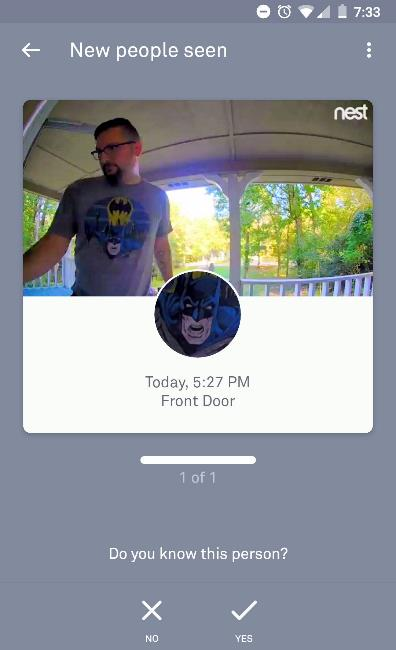 7:33
New people seen
nest
Today, 5:27 PM
Front Door
1 of 1
Do you know this person?
NO
YES